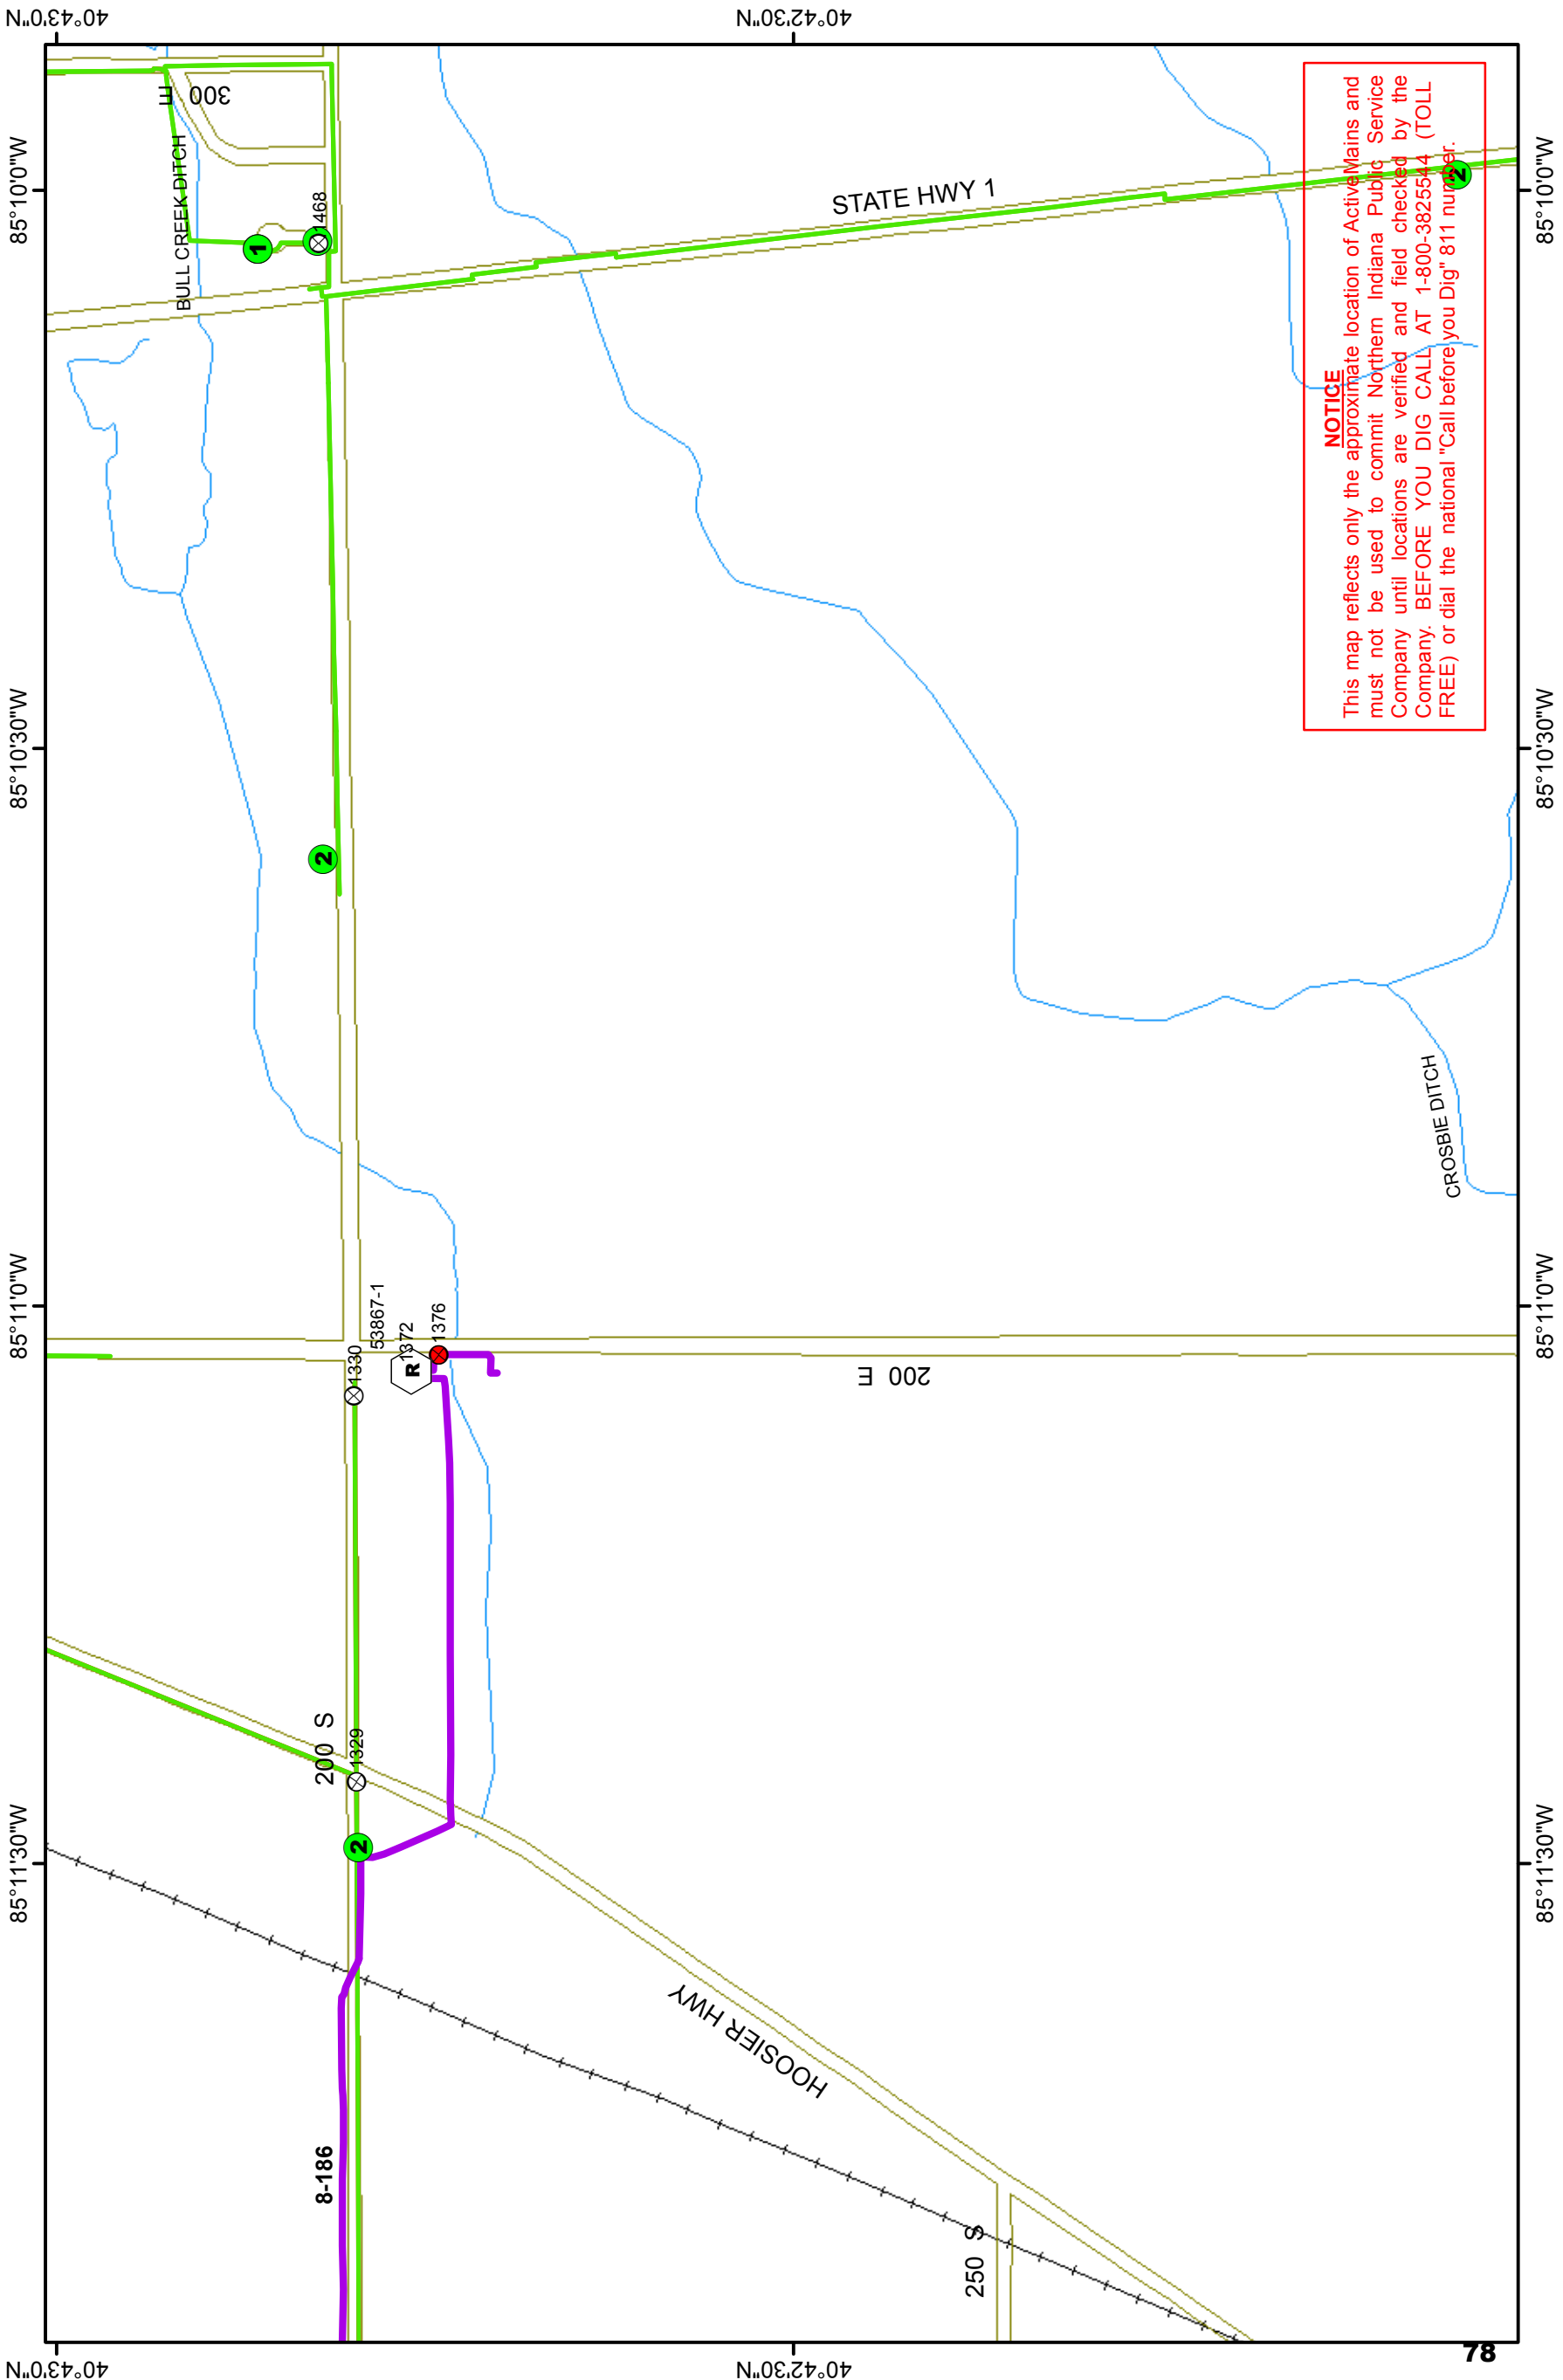 85°11'30"W
85°11'0"W
85°10'30"W
85°10'0"W
40°43'0"N
40°43'0"N
300 E
BULL CREEK DITCH
1
1468
2
200 S
1329
2
8-186
1330
53867-1
1372
R
1376
200 E
STATE HWY 1
HOOSIER HWY
250 S
CROSBIE DITCH
40°42'30"N
40°42'30"N
2
NOTICE
This map reflects only the approximate location of ActiveMains and
must not be used to commit Northern Indiana Public Service
Company until locations are verified and field checked by the
Company. BEFORE YOU DIG CALL AT 1-800-3825544 (TOLL
FREE) or dial the national "Call before you Dig" 811 number.
85°11'30"W
85°11'0"W
85°10'30"W
85°10'0"W
78